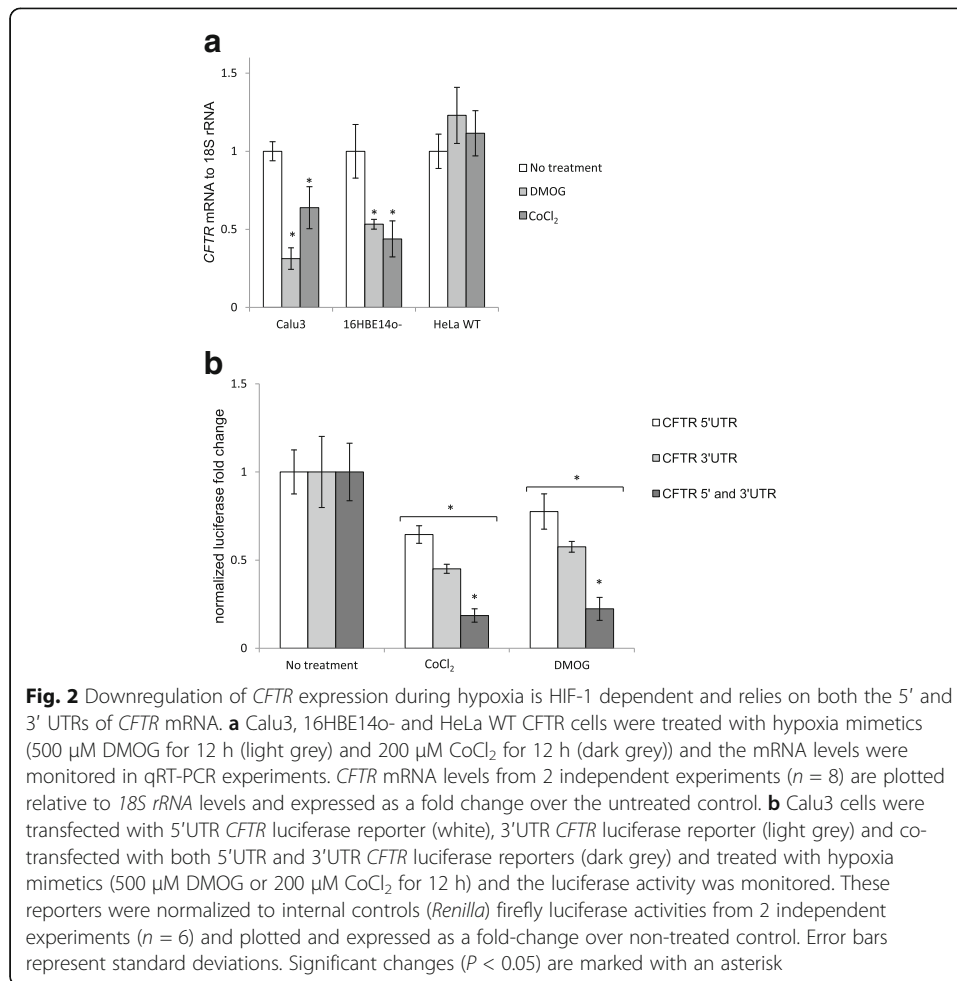 a
1.5
1
0.5
0
CFTR mRNA to 18S rRNA
*
*
*
*
Calu3
16HBE14o-
HeLa WT
No treatment
DMOG
CoCl₂
b
1.5
1
0.5
0
normalized luciferase fold change
*
*
*
*
No treatment
CoCl₂
DMOG
CFTR 5'UTR
CFTR 3'UTR
CFTR 5' and 3'UTR
Fig. 2 Downregulation of CFTR expression during hypoxia is HIF-1 dependent and relies on both the 5′ and
3′ UTRs of CFTR mRNA. a Calu3, 16HBE14o- and HeLa WT CFTR cells were treated with hypoxia mimetics
(500 μM DMOG for 12 h (light grey) and 200 μM CoCl₂ for 12 h (dark grey)) and the mRNA levels were
monitored in qRT-PCR experiments. CFTR mRNA levels from 2 independent experiments (n = 8) are plotted
relative to 18S rRNA levels and expressed as a fold change over the untreated control. b Calu3 cells were
transfected with 5′UTR CFTR luciferase reporter (white), 3′UTR CFTR luciferase reporter (light grey) and co-
transfected with both 5′UTR and 3′UTR CFTR luciferase reporters (dark grey) and treated with hypoxia
mimetics (500 μM DMOG or 200 μM CoCl₂ for 12 h) and the luciferase activity was monitored. These
reporters were normalized to internal controls (Renilla) firefly luciferase activities from 2 independent
experiments (n = 6) and plotted and expressed as a fold-change over non-treated control. Error bars
represent standard deviations. Significant changes (P < 0.05) are marked with an asterisk